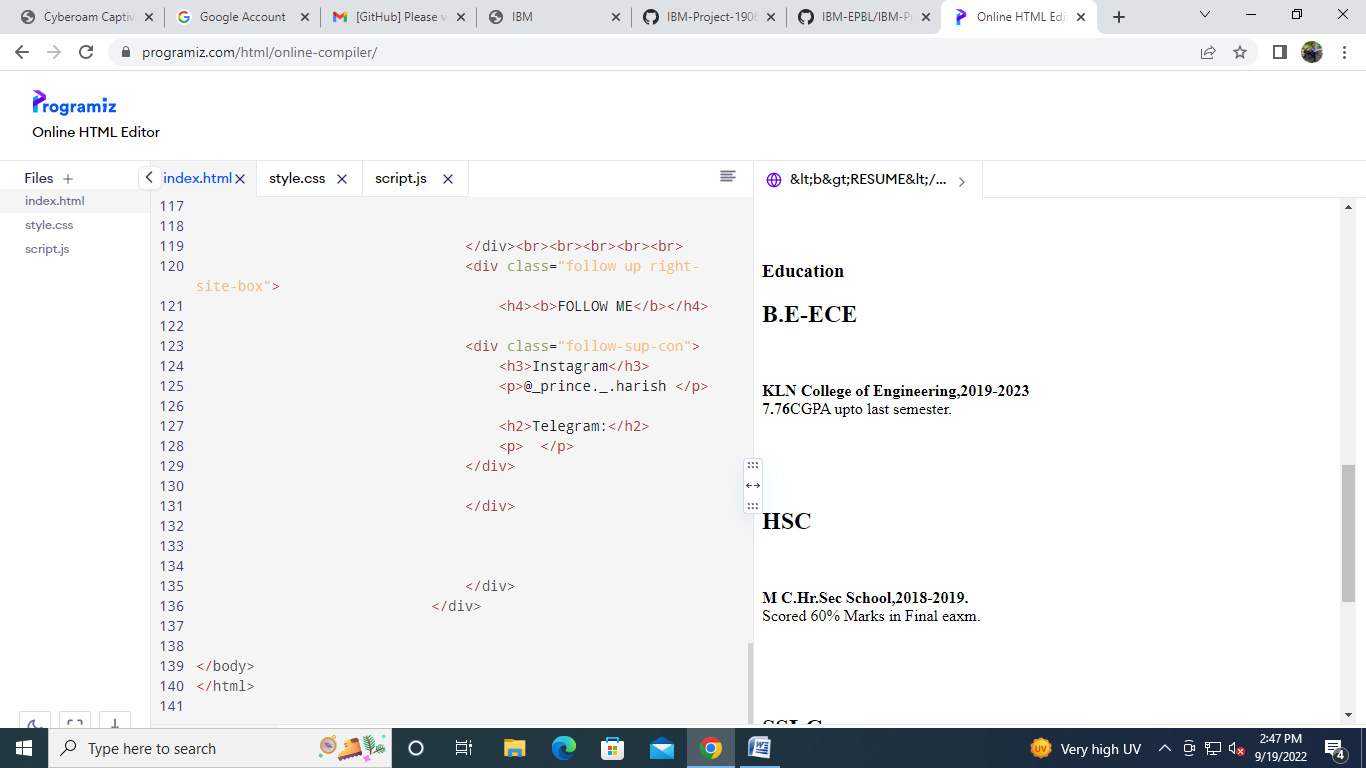 Cyberoam Captiv
Google Account
[GitHub] Please v
IBM
IBM-Project-1906
IBM-EPBL/IBM-Pr
Online HTML Edi
programiz.com/html/online-compiler/
Programiz
Online HTML Editor
Files
index.html
style.css
script.js
index.html
style.css
script.js
&lt;b&gt;RESUME&lt;/...
117
118
119 </div><br><br><br><br><br>
120 <div class="follow up right-
site-box">
121 <h4><b>FOLLOW ME</b></h4>
122
123 <div class="follow-sup-con">
124 <h3>Instagram</h3>
125 <p>@_prince._.harish </p>
126
127 <h2>Telegram:</h2>
128 <p>  </p>
129 </div>
130
131 </div>
132
133
134
135 </div>
136 </div>
137
138
139 </body>
140 </html>
141
Education
B.E-ECE
KLN College of Engineering,2019-2023
7.76CGPA upto last semester.
HSC
M C.Hr.Sec School,2018-2019.
Scored 60% Marks in Final eaxm.
SSLC
Type here to search
UV
Very high UV
2:47 PM
9/19/2022
4